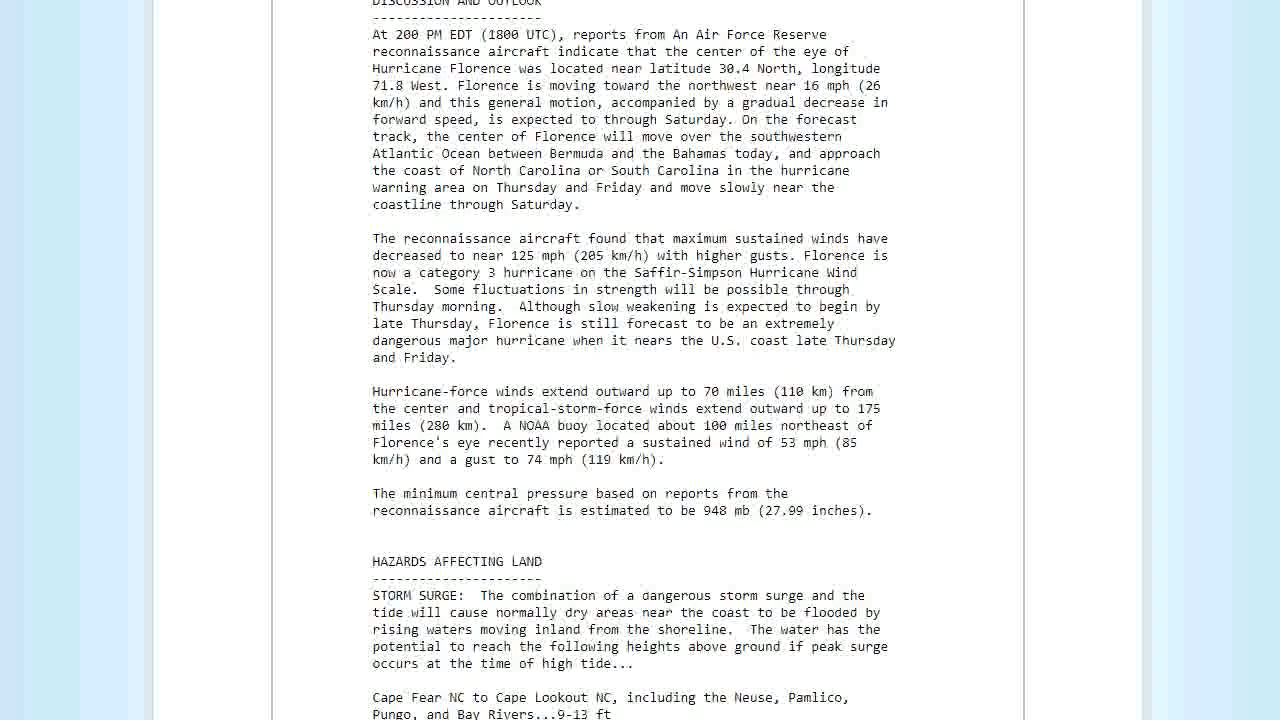 DISCUSSION AND OUTLOOK
----------------------
At 200 PM EDT (1800 UTC), reports from An Air Force Reserve
reconnaissance aircraft indicate that the center of the eye of
Hurricane Florence was located near latitude 30.4 North, longitude
71.8 West. Florence is moving toward the northwest near 16 mph (26
km/h) and this general motion, accompanied by a gradual decrease in
forward speed, is expected to through Saturday. On the forecast
track, the center of Florence will move over the southwestern
Atlantic Ocean between Bermuda and the Bahamas today, and approach
the coast of North Carolina or South Carolina in the hurricane
warning area on Thursday and Friday and move slowly near the
coastline through Saturday.

The reconnaissance aircraft found that maximum sustained winds have
decreased to near 125 mph (205 km/h) with higher gusts. Florence is
now a category 3 hurricane on the Saffir-Simpson Hurricane Wind
Scale.  Some fluctuations in strength will be possible through
Thursday morning.  Although slow weakening is expected to begin by
late Thursday, Florence is still forecast to be an extremely
dangerous major hurricane when it nears the U.S. coast late Thursday
and Friday.

Hurricane-force winds extend outward up to 70 miles (110 km) from
the center and tropical-storm-force winds extend outward up to 175
miles (280 km).  A NOAA buoy located about 100 miles northeast of
Florence's eye recently reported a sustained wind of 53 mph (85
km/h) and a gust to 74 mph (119 km/h).

The minimum central pressure based on reports from the
reconnaissance aircraft is estimated to be 948 mb (27.99 inches).

HAZARDS AFFECTING LAND
----------------------
STORM SURGE:  The combination of a dangerous storm surge and the
tide will cause normally dry areas near the coast to be flooded by
rising waters moving inland from the shoreline.  The water has the
potential to reach the following heights above ground if peak surge
occurs at the time of high tide...

Cape Fear NC to Cape Lookout NC, including the Neuse, Pamlico,
Pungo, and Bay Rivers...9-13 ft